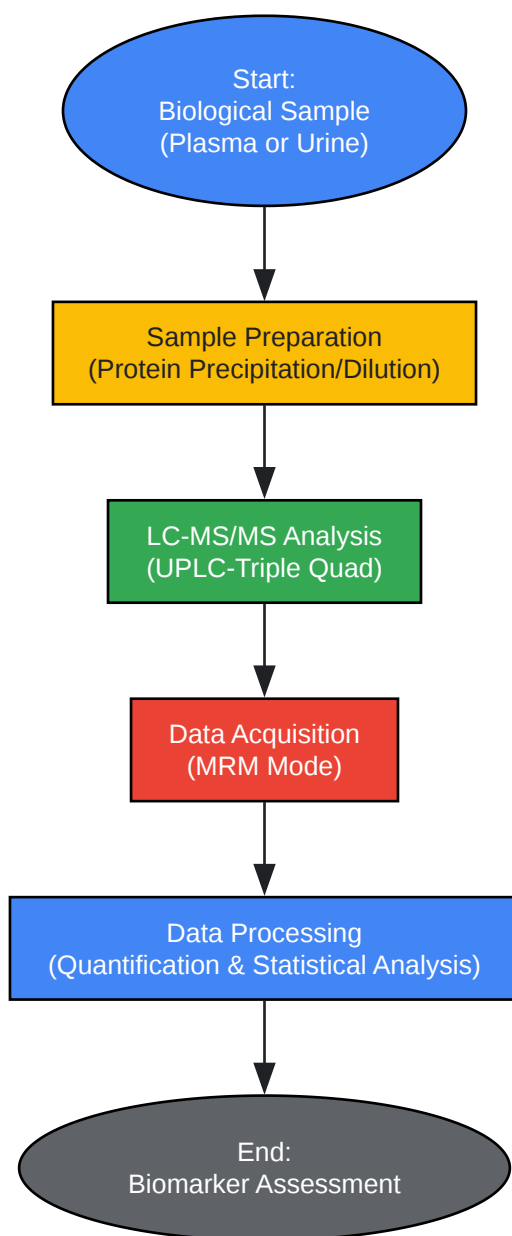 Start:
Biological Sample
(Plasma or Urine)
Sample Preparation
(Protein Precipitation/Dilution)
LC-MS/MS Analysis
(UPLC-Triple Quad)
Data Acquisition
(MRM Mode)
Data Processing
(Quantification & Statistical Analysis)
End:
Biomarker Assessment